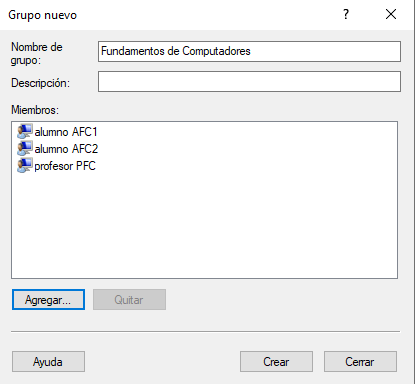 Grupo nuevo
?
Nombre de
grupo:
Fundamentos de Computadores
Descripción:
Miembros:
alumno AFC1
alumno AFC2
profesor PFC
Agregar...
Quitar
Ayuda
Crear
Cerrar